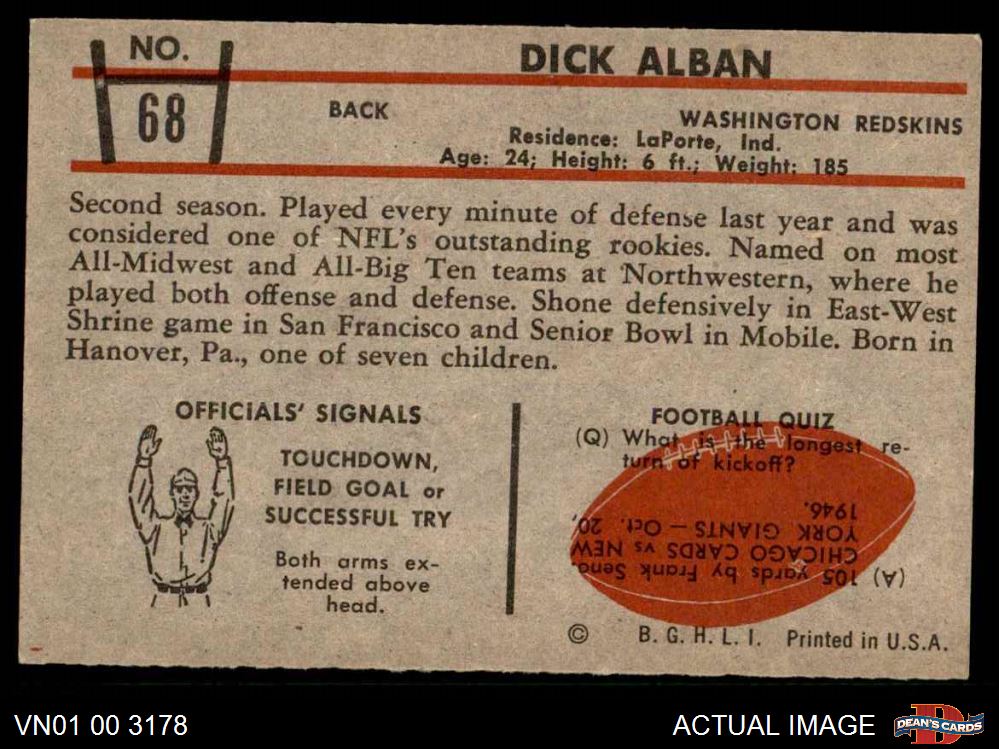 NO.
68
DICK ALBAN
BACK
WASHINGTON REDSKINS
Residence: LaPorte, Ind.
Age: 24; Height: 6 ft.; Weight: 185
Second season. Played every minute of defense last year and was
considered one of NFL's outstanding rookies. Named on most
All-Midwest and All-Big Ten teams at Northwestern, where he
played both offense and defense. Shone defensively in East-West
Shrine game in San Francisco and Senior Bowl in Mobile. Born in
Hanover, Pa., one of seven children.
OFFICIALS' SIGNALS
TOUCHDOWN,
FIELD GOAL or
SUCCESSFUL TRY
Both arms ex-
tended above
head.
FOOTBALL QUIZ
(Q) What is the longest re-
turn of kickoff?
(A) 105 yards by Frank Seno,
CHICAGO CARDS vs NEW
YORK GIANTS — Oct. 20,
1946.
© B. G. H. L. I. Printed in U.S.A.
VN01 00 3178
ACTUAL IMAGE
D
DEAN'S CARDS